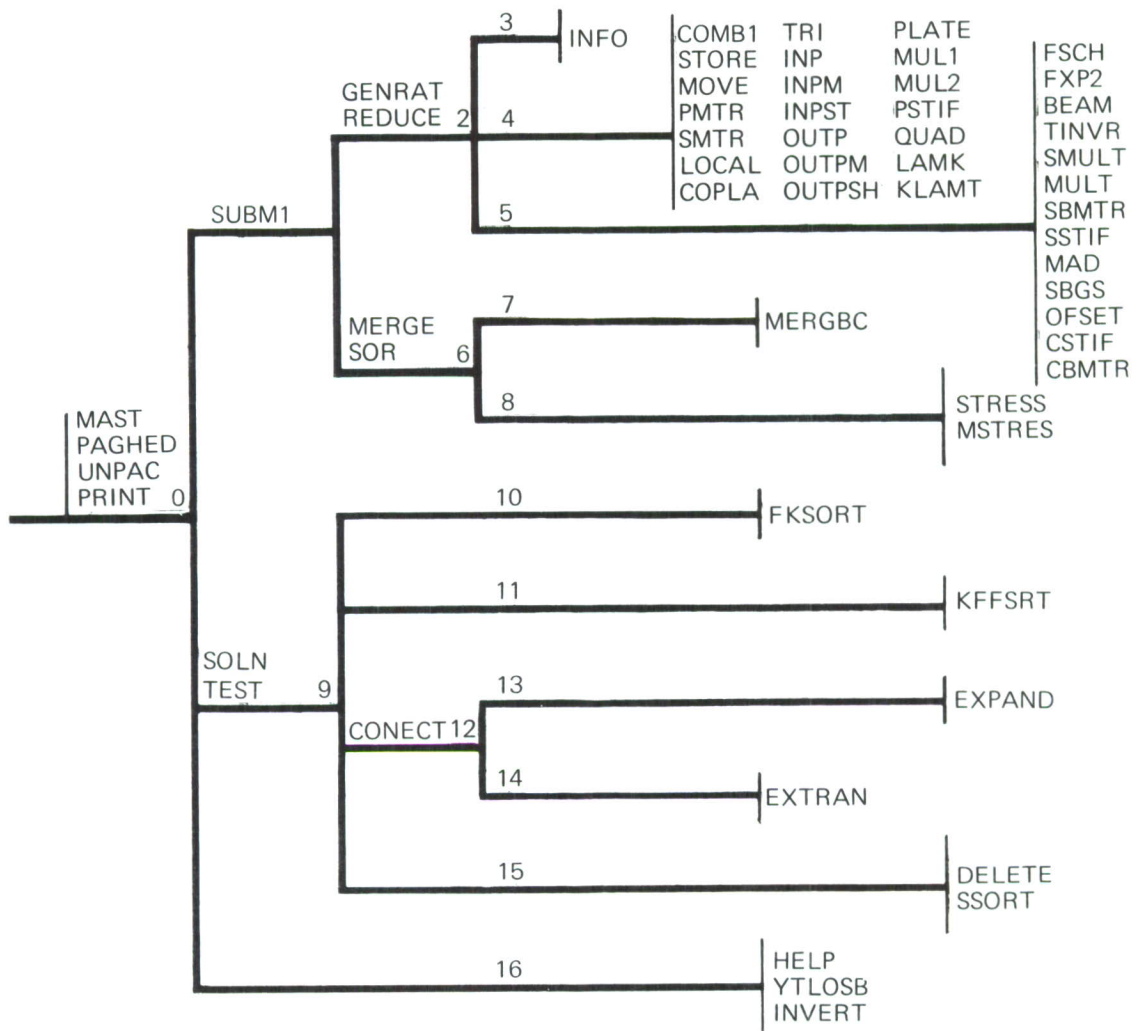 3
INFO
COMB1 TRI PLATE
STORE INP MUL1
MOVE INPM MUL2
PMTR INPST PSTIF
SMTR OUTP QUAD
LOCAL OUTPM LAMK
COPLA OUTPSH KLAMT
FSCH
FXP2
BEAM
TINVR
SMULT
MULT
SBMTR
SSTIF
MAD
SBGS
OFSET
CSTIF
CBMTR
GENRAT
REDUCE 2
4
5
SUBM1
7
MERGBC
MERGE
SOR 6
8
STRESS
MSTRES
MAST
PAGHED
UNPAC
PRINT 0
10
FKSORT
11
KFFSRT
SOLN
TEST 9
13
EXPAND
CONECT 12
14
EXTRAN
15
DELETE
SSORT
16
HELP
YTLOSB
INVERT